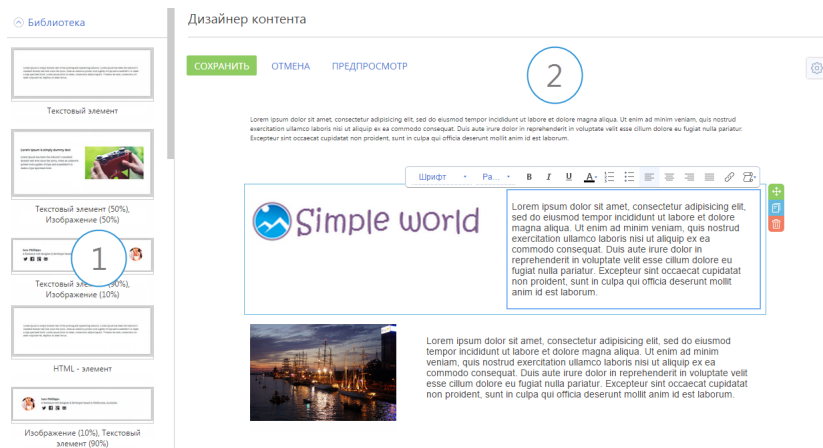 Библиотека
Текстовый элемент
Текстовый элемент (50%),
Изображение (50%)
1
Текстовый эле (90%),
Изображение (10%)
HTML - элемент
Изображение (10%), Текстовый
элемент (90%)
Дизайнер контента
СОХРАНИТЬ ОТМЕНА ПРЕДПРОСМОТР
2
Lorem ipsum dolor sit amet, consectetur adipisicing elit, sed do eiusmod tempor incididunt ut labore et dolore magna aliqua. Ut enim ad minim veniam, quis nostrud
exercitation ullamco laboris nisi ut aliquip ex ea commodo consequat. Duis aute irure dolor in reprehenderit in voluptate velit esse cillum dolore eu fugiat nulla pariatur.
Excepteur sint occaecat cupidatat non proident, sunt in culpa qui officia deserunt mollit anim id est laborum.
Шрифт Ра... B I U A
Simple world
Lorem ipsum dolor sit amet, consectetur adipisicing elit,
sed do eiusmod tempor incididunt ut labore et dolore
magna aliqua. Ut enim ad minim veniam, quis nostrud
exercitation ullamco laboris nisi ut aliquip ex ea
commodo consequat. Duis aute irure dolor in
reprehenderit in voluptate velit esse cillum dolore eu
fugiat nulla pariatur. Excepteur sint occaecat cupidatat
non proident, sunt in culpa qui officia deserunt mollit
anim id est laborum.
Lorem ipsum dolor sit amet, consectetur adipisicing elit, sed do eiusmod
tempor incididunt ut labore et dolore magna aliqua. Ut enim ad minim
veniam, quis nostrud exercitation ullamco laboris nisi ut aliquip ex ea
commodo consequat. Duis aute irure dolor in reprehenderit in voluptate velit
esse cillum dolore eu fugiat nulla pariatur. Excepteur sint occaecat cupidatat
non proident, sunt in culpa qui officia deserunt mollit anim id est laborum.